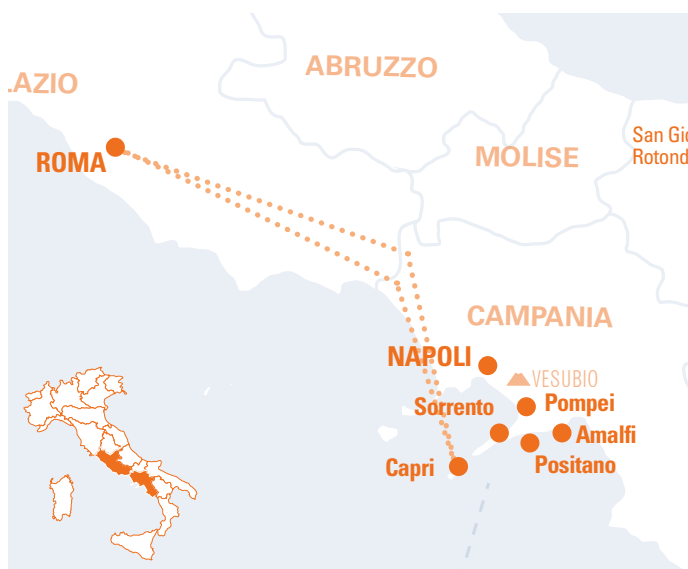 ABRUZZO
LAZIO
San Gio
Rotond
ROMA
MOLISE
CAMPANIA
NAPOLI
VESUBIO
Sorrento
Pompei
Amalfi
Capri
Positano